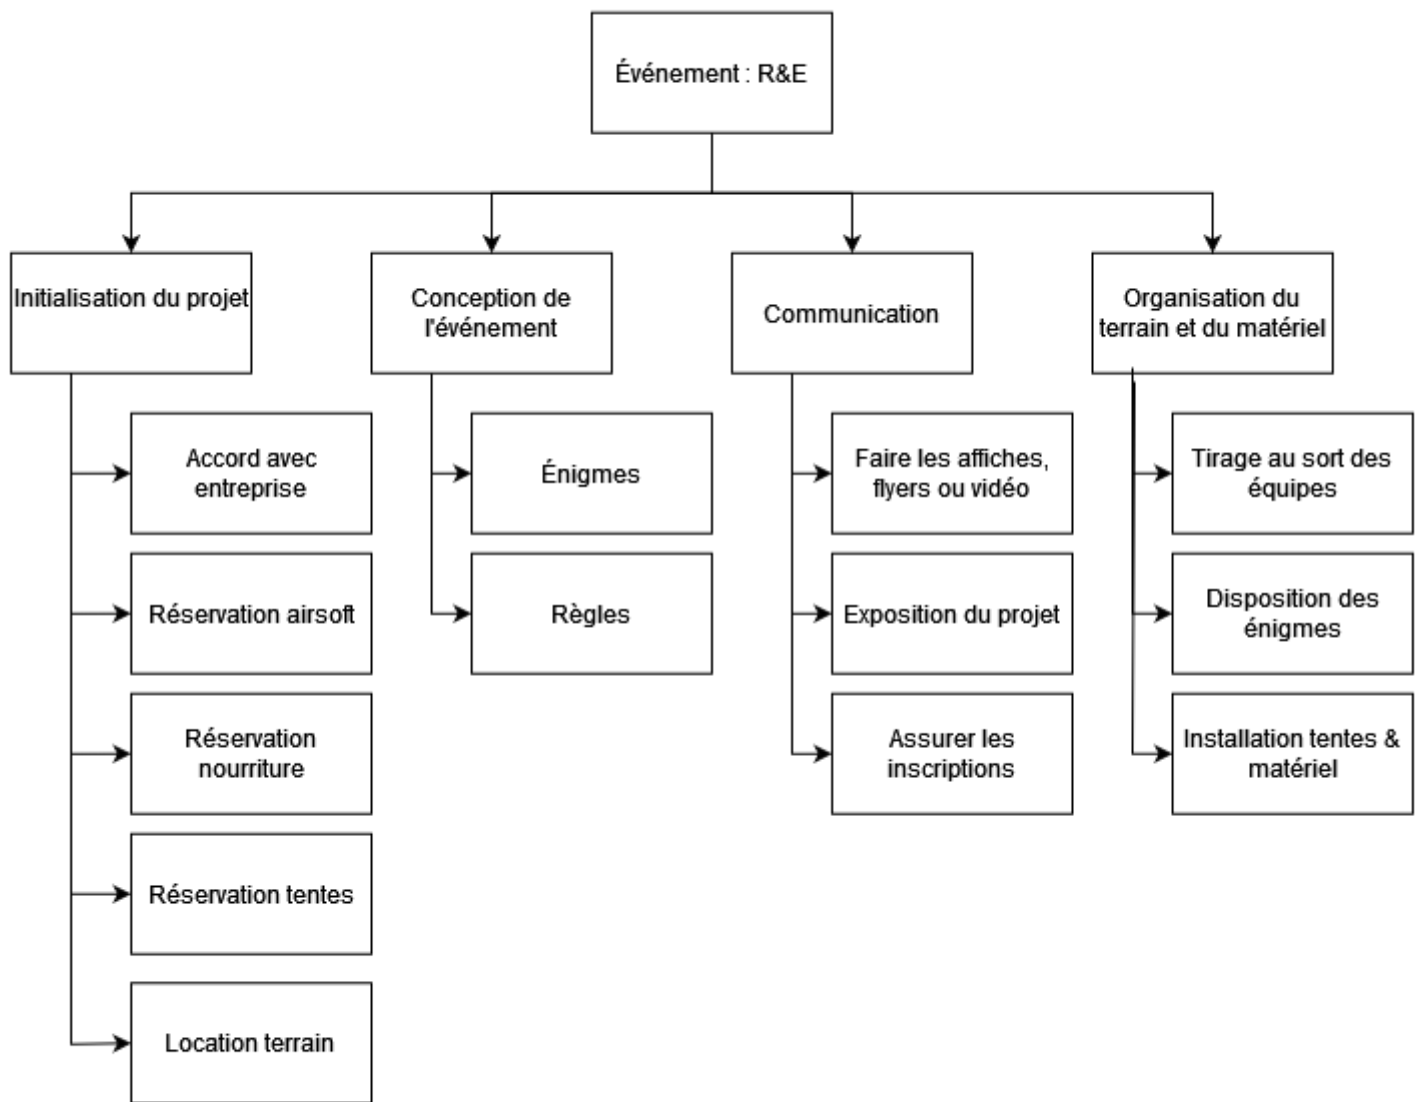 Événement : R&E
Initialisation du projet
Conception de
l'événement
Communication
Organisation du
terrain et du matériel
Accord avec
entreprise
Réservation airsoft
Réservation
nourriture
Réservation tentes
Location terrain
Énigmes
Règles
Faire les affiches,
flyers ou vidéo
Exposition du projet
Assurer les
inscriptions
Tirage au sort des
équipes
Disposition des
énigmes
Installation tentes &
matériel